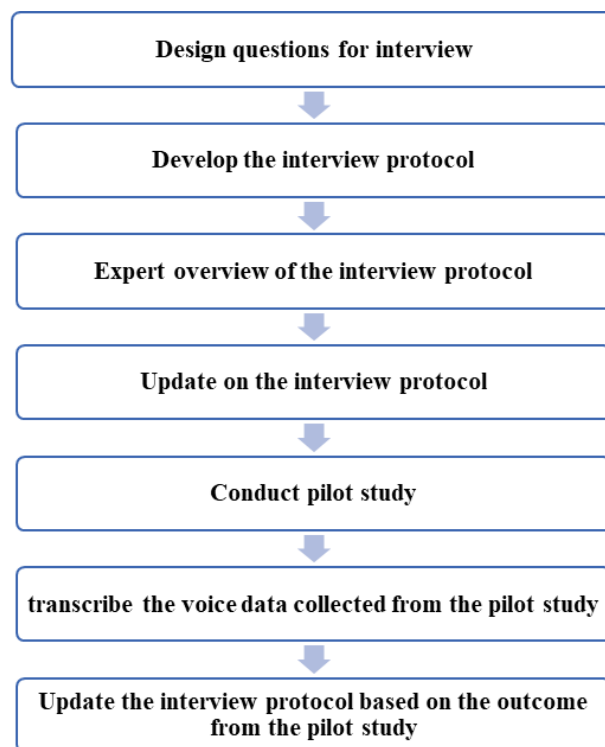 Design questions for interview
Develop the interview protocol
Expert overview of the interview protocol
Update on the interview protocol
Conduct pilot study
transcribe the voice data collected from the pilot study
Update the interview protocol based on the outcome
from the pilot study